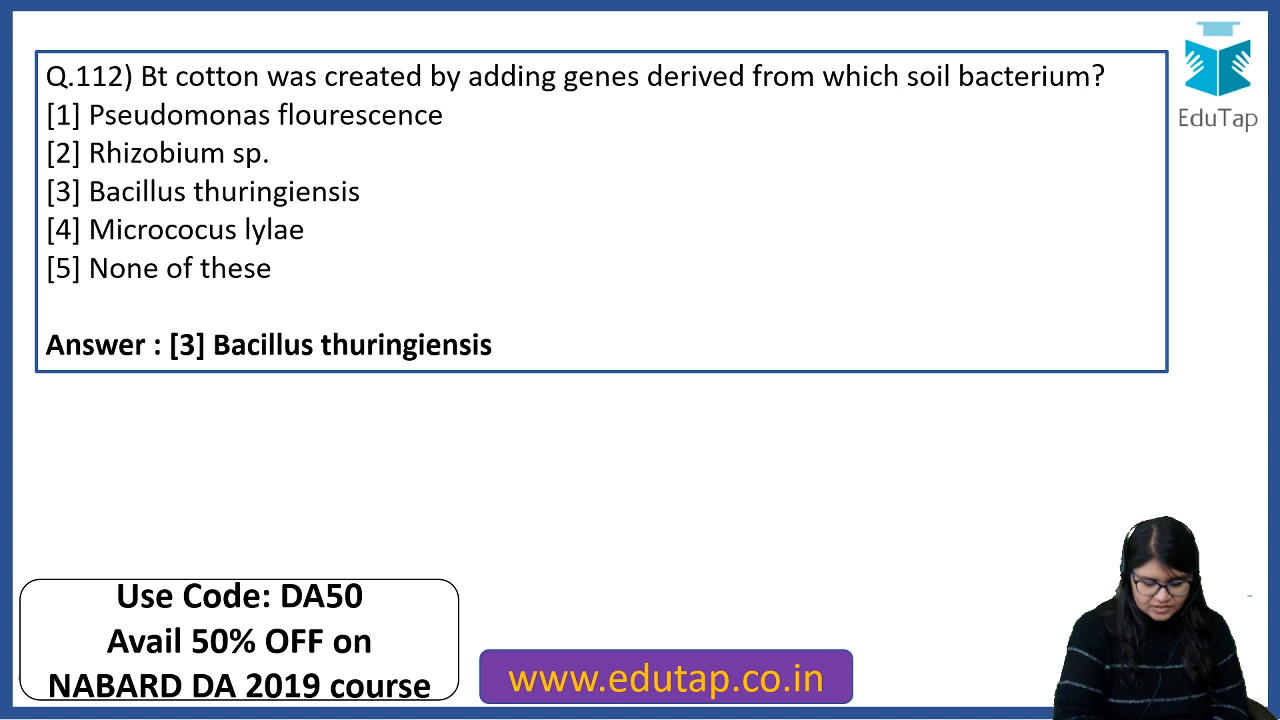 Q.112) Bt cotton was created by adding genes derived from which soil bacterium?
[1] Pseudomonas flourescence
[2] Rhizobium sp.
[3] Bacillus thuringiensis
[4] Micrococus lylae
[5] None of these
Answer : [3] Bacillus thuringiensis
EduTap
Use Code: DA50
Avail 50% OFF on
NABARD DA 2019 course
www.edutap.co.in